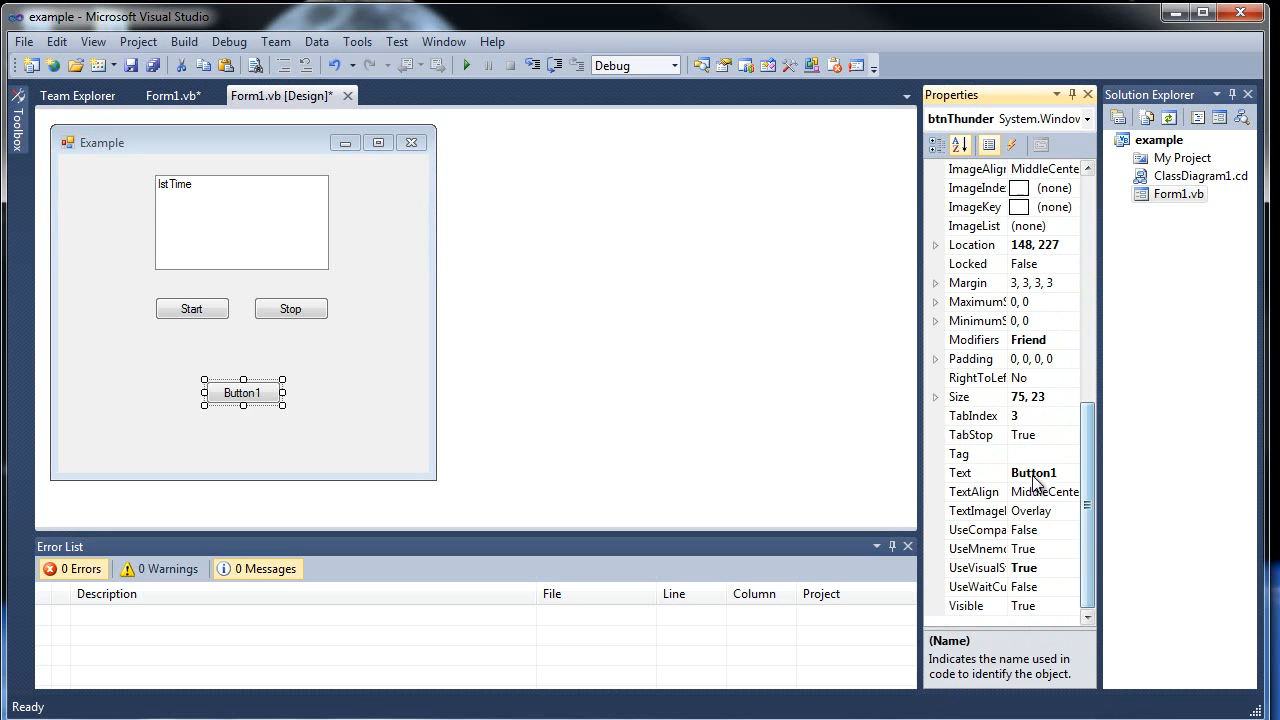 example - Microsoft Visual Studio
File Edit View Project Build Debug Team Data Tools Test Window Help
Debug
Toolbox
Team Explorer Form1.vb* Form1.vb [Design]*
Example
lstTime
Start Stop
Button1
Error List
0 Errors 0 Warnings 0 Messages
Description File Line Column Project
Properties
btnThunder System.Window
ImageAlign MiddleCente
ImageIndex (none)
ImageKey (none)
ImageList (none)
Location 148, 227
Locked False
Margin 3, 3, 3, 3
MaximumS 0, 0
MinimumS 0, 0
Modifiers Friend
Padding 0, 0, 0, 0
RightToLef No
Size 75, 23
TabIndex 3
TabStop True
Tag
Text Button1
TextAlign MiddleCente
TextImageI Overlay
UseCompa False
UseMnemo True
UseVisualSt True
UseWaitCu False
Visible True
(Name)
Indicates the name used in
code to identify the object.
Solution Explorer
example
My Project
ClassDiagram1.cd
Form1.vb
Ready